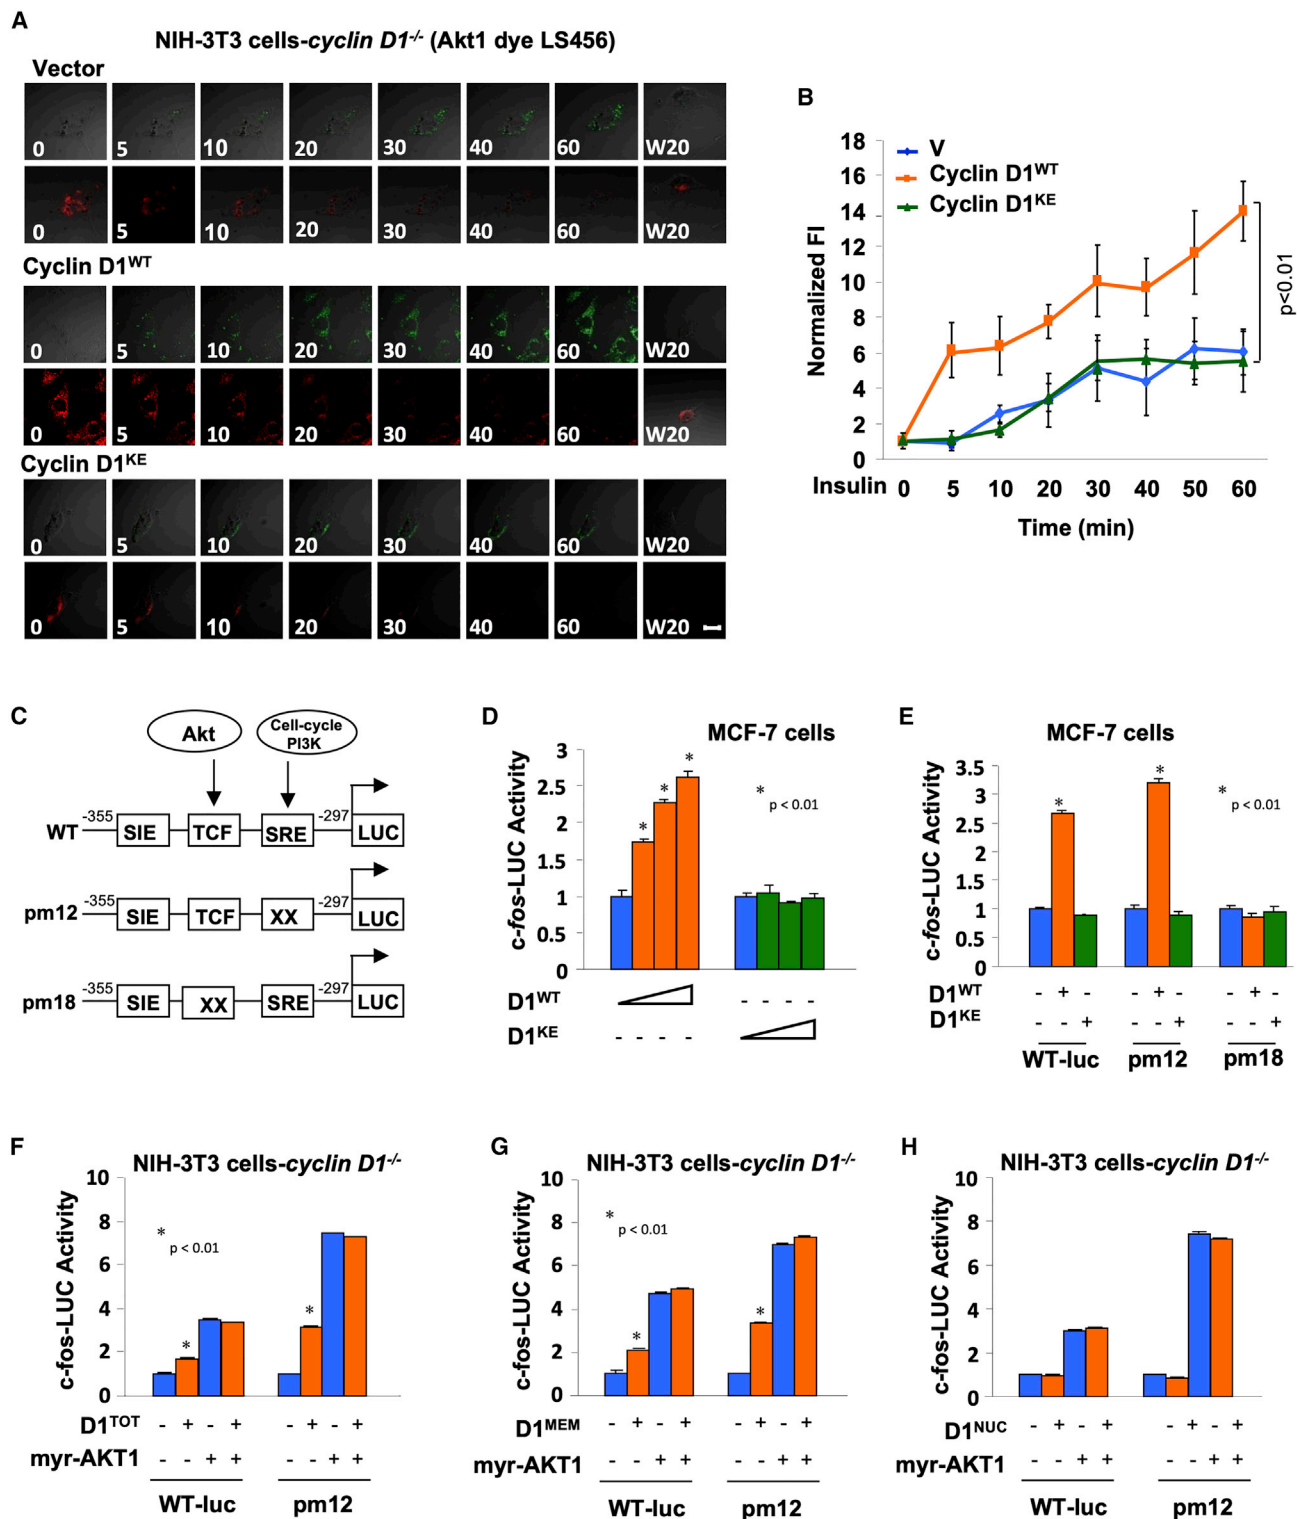 A
NIH-3T3 cells-cyclin D1-/- (Akt1 dye LS456)
Vector
0 5 10 20 30 40 60 W20
0 5 10 20 30 40 60 W20
Cyclin D1WT
0 5 10 20 30 40 60 W20
0 5 10 20 30 40 60 W20
Cyclin D1KE
0 5 10 20 30 40 60 W20
0 5 10 20 30 40 60 W20
B
Normalized FI
18
16
14
12
10
8
6
4
2
0
V
Cyclin D1WT
Cyclin D1KE
p<0.01
Insulin 0 5 10 20 30 40 50 60
Time (min)
C
Akt
Cell-cycle
PI3K
WT -355 SIE TCF SRE -297 LUC
pm12 -355 SIE TCF XX -297 LUC
pm18 -355 SIE XX SRE -297 LUC
D
MCF-7 cells
c-fos-LUC Activity
3
2.5
2
1.5
1
0.5
0
* * *
* p < 0.01
D1WT - - - -
D1KE - - - -
E
MCF-7 cells
c-fos-LUC Activity
3.5
3
2.5
2
1.5
1
0.5
0
* *
* p < 0.01
D1WT - + - - + - - + -
D1KE - - + - - + - - +
WT-luc pm12 pm18
F
NIH-3T3 cells-cyclin D1-/-
c-fos-LUC Activity
10
8
6
4
2
0
* p < 0.01
* *
D1TOT - + - + - + - +
myr-AKT1 - - + + - - + +
WT-luc pm12
G
NIH-3T3 cells-cyclin D1-/-
c-fos-LUC Activity
10
8
6
4
2
0
* p < 0.01
* *
D1MEM - + - + - + - +
myr-AKT1 - - + + - - + +
WT-luc pm12
H
NIH-3T3 cells-cyclin D1-/-
c-fos-LUC Activity
10
8
6
4
2
0
D1NUC - + - + - + - +
myr-AKT1 - - + + - - + +
WT-luc pm12